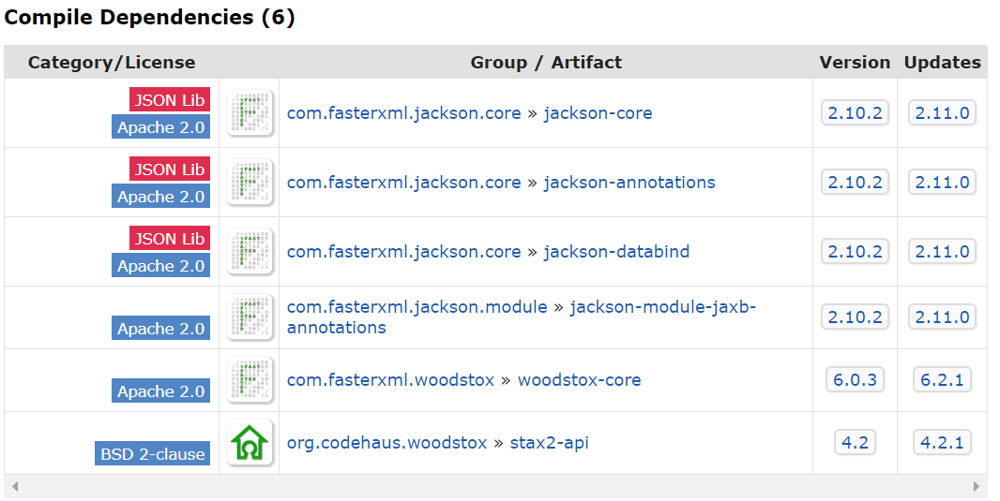 Compile Dependencies (6)
Category/License Group / Artifact Version Updates
JSON Lib
Apache 2.0
com.fasterxml.jackson.core » jackson-core 2.10.2 2.11.0
JSON Lib
Apache 2.0
com.fasterxml.jackson.core » jackson-annotations 2.10.2 2.11.0
JSON Lib
Apache 2.0
com.fasterxml.jackson.core » jackson-databind 2.10.2 2.11.0
Apache 2.0
com.fasterxml.jackson.module » jackson-module-jaxb-
annotations 2.10.2 2.11.0
Apache 2.0
com.fasterxml.woodstox » woodstox-core 6.0.3 6.2.1
BSD 2-clause
org.codehaus.woodstox » stax2-api 4.2 4.2.1